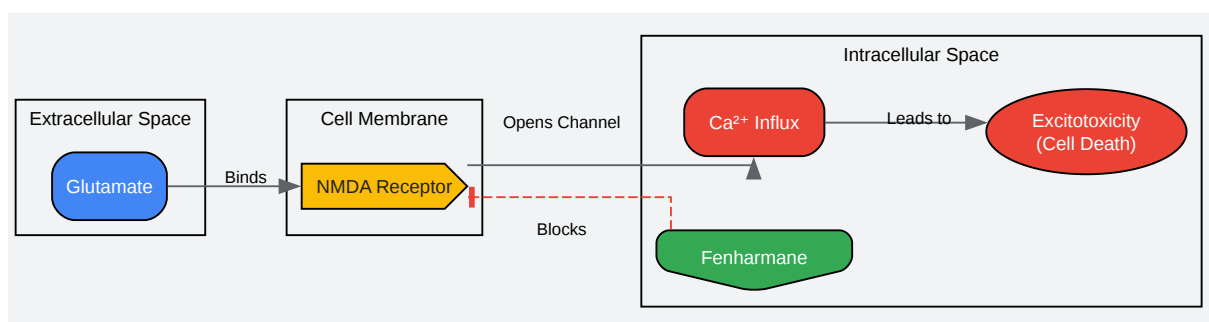 Extracellular Space
Glutamate
Binds
Cell Membrane
NMDA Receptor
Opens Channel
Blocks
Intracellular Space
Ca²⁺ Influx
Leads to
Excitotoxicity
(Cell Death)
Fenharmane